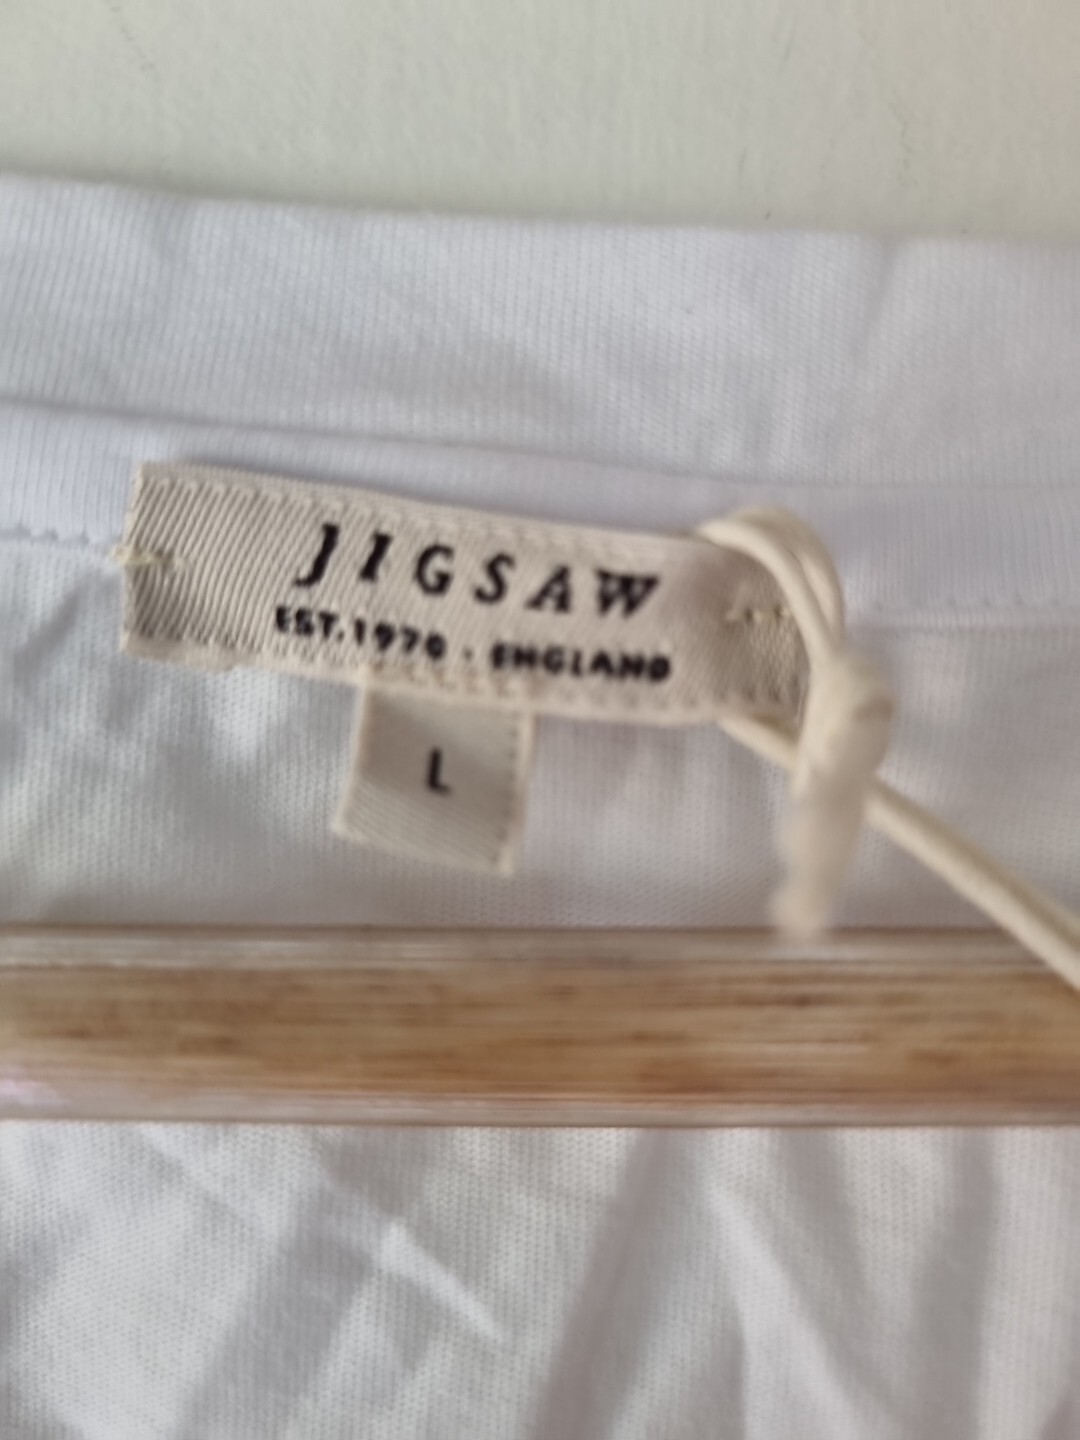 JIGSAW
EST. 1970 · ENGLAND
L